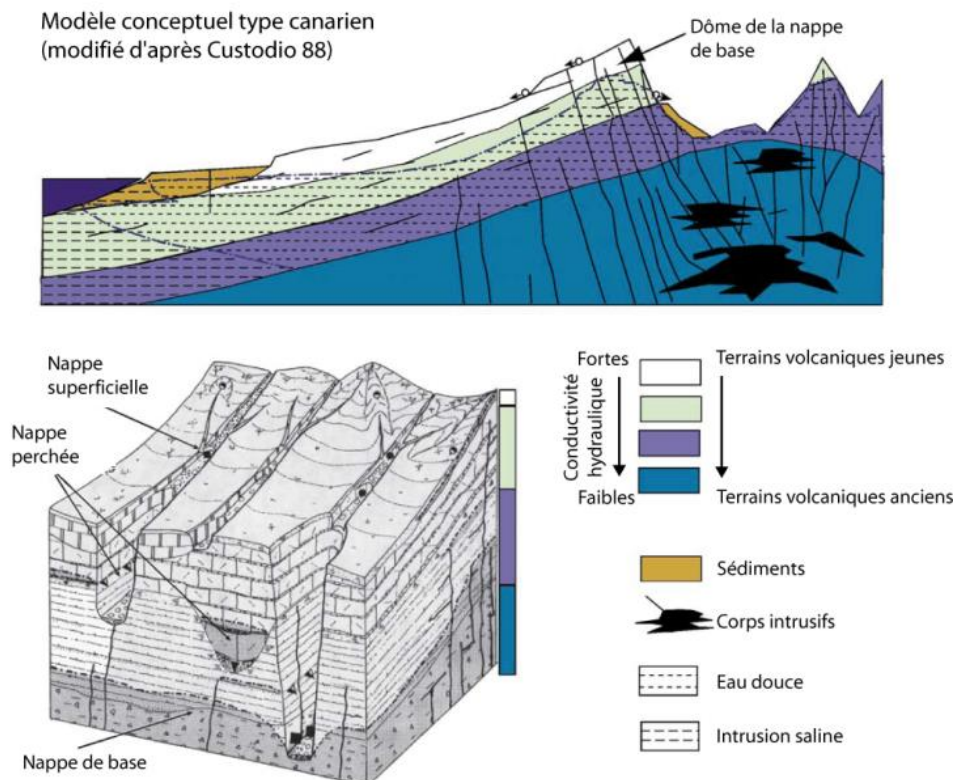 Modèle conceptuel type canarien
(modifié d'après Custodio 88)
Dôme de la nappe
de base
Nappe
superficielle
Nappe
perchée
Nappe de base
Fortes
Terrains volcaniques jeunes
Conductivité
hydraulique
Faibles
Terrains volcaniques anciens
Sédiments
Corps intrusifs
Eau douce
Intrusion saline